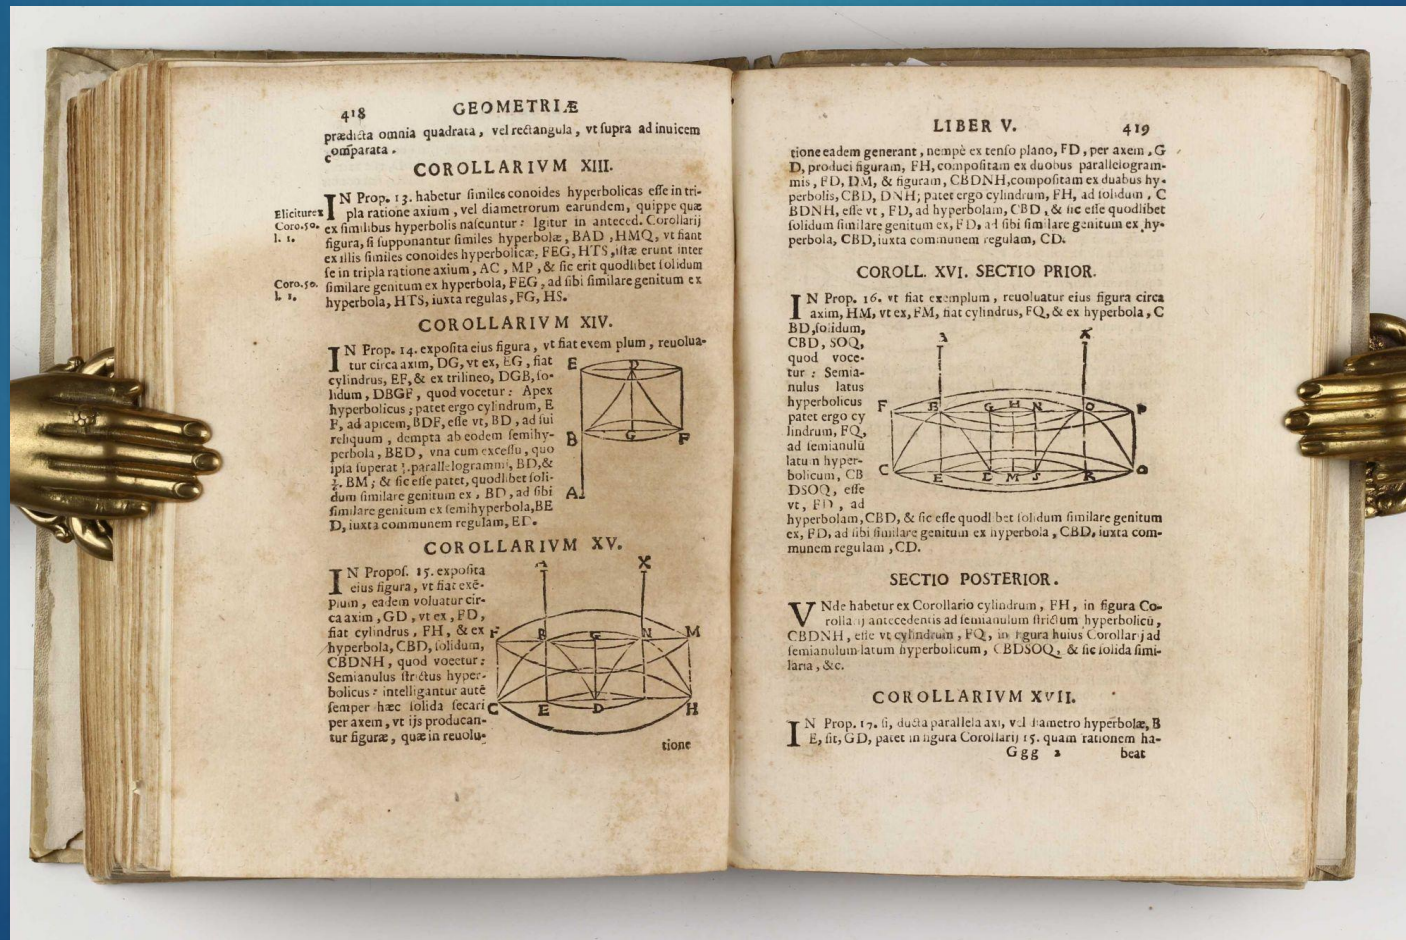 418
GEOMETRIÆ
prædicta omnia quadrata, vel rectangula, vt supra ad inuicem
comparata.
COROLLARIVM XIII.
IN Prop. 13. habetur similes conoides hyperbolicas esse in tri-
pla ratione axium, vel diametrorum earundem, quippe quæ
ex similibus hyperbolis nascuntur: Igitur in anteced. Corollarij
figura, si supponantur similes hyperbolæ, BAD, HMQ, vt fiant
ex illis similes conoides hyperbolicæ, FEG, HTS, istæ erunt inter
se in tripla ratione axium, AC, MP, & sic erit quodlibet solidum
similare genitum ex hyperbola, FEG, ad sibi similare genitum ex
hyperbola, HTS, iuxta regulas, FG, HS.
Eliciturex
Coro.50.
l. 1.
Coro.50.
l. 1.
COROLLARIVM XIV.
IN Prop. 14. exposita eius figura, vt fiat exem plum, reuolua-
tur circa axim, DG, vt ex, EG, fiat
cylindrus, EF, & ex trilineo, DGB, so-
lidum, DBGF, quod vocetur: Apex
hyperbolicus; patet ergo cylindrum, E
F, ad apicem, BDF, esse vt, BD, ad sui
reliquum, dempta ab eodem semihy-
perbola, BED, vna cum excessu, quo
ipsa superat parallelogrammi, BD, &
BM; & sic esse patet, quodlibet soli-
dum similare genitum ex, BD, ad sibi
similare genitum ex semihyperbola, BE
D, iuxta communem regulam, ED.
E D
B G F
A
COROLLARIVM XV.
IN Propos. 15. exposita
eius figura, vt fiat exē-
plum, eadem voluatur cir-
ca axim, GD, vt ex, FD,
fiat cylindrus, FH, & ex
hyperbola, CBD, solidum,
CBDNH, quod vocetur:
Semianulus strictus hyper-
bolicus: intelligantur autē
semper hæc solida secari
per axem, vt ijs producan-
tur figuræ, quæ in reuolu-
X
F B G N M
C E D H
tione
LIBER V.
419
tione eadem generant, nempè ex tenso plano, FD, per axem, G
D, produci figuram, FH, compositam ex duobus parallelogram-
mis, FD, DM, & figuram, CBDNH, compositam ex duabus hy-
perbolis, CBD, DNH; patet ergo cylindrum, FH, ad solidum, C
BDNH, esse vt, FD, ad hyperbolam, CBD, & sic esse quodlibet
solidum similare genitum ex, FD, ad sibi similare genitum ex hy-
perbola, CBD, iuxta communem regulam, CD.
COROLL. XVI. SECTIO PRIOR.
IN Prop. 16. vt fiat exemplum, reuoluatur eius figura circa
axim, HM, vt ex, FM, fiat cylindrus, FQ, & ex hyperbola, C
BD, solidum,
CBD, SOQ,
quod voce-
tur: Semia-
nulus latus
hyperbolicus
patet ergo cy
lindrum, FQ,
ad semianulū
latum hyper-
bolicum, CB
DSOQ, esse
vt, FD, ad
hyperbolam, CBD, & sic esse quodlibet solidum similare genitum
ex, FD, ad sibi similare genitum ex hyperbola, CBD, iuxta com-
munem regulam, CD.
X
F B G H N O P
C E D M S R Q
SECTIO POSTERIOR.
VNde habetur ex Corollario cylindrum, FH, in figura Co-
rollarij antecedentis ad semianulum strictum hyperbolicū,
CBDNH, esse vt cylindrum, FQ, in figura huius Corollarij ad
semianulum latum hyperbolicum, CBDSOQ, & sic solida simi-
laria, &c.
COROLLARIVM XVII.
IN Prop. 17. si, ducta parallela axi, vel diametro hyperbolæ, B
E, sit, GD, patet in figura Corollarij 15. quam rationem ha-
Ggg 2
beat